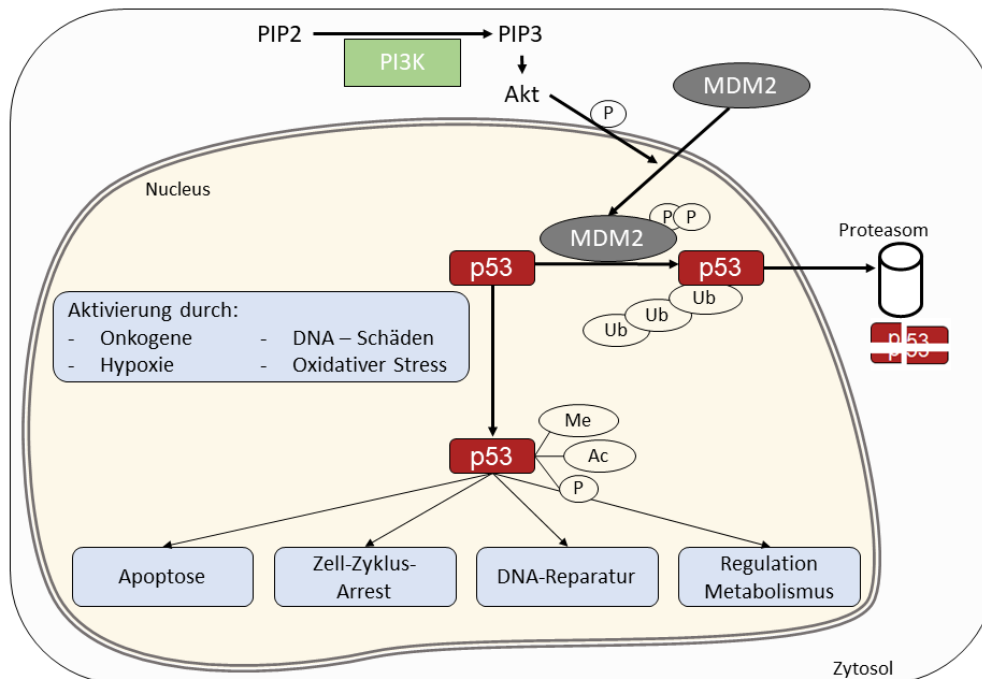 PIP2
PIP3
PI3K
Akt
MDM2
P
Nucleus
MDM2
P P
Proteasom
p53
p53
Ub
Ub
Ub
Aktivierung durch:
- Onkogene - DNA – Schäden
- Hypoxie - Oxidativer Stress
p53
Me
p53
Ac
P
Apoptose
Zell-Zyklus-
Arrest
DNA-Reparatur
Regulation
Metabolismus
Zytosol